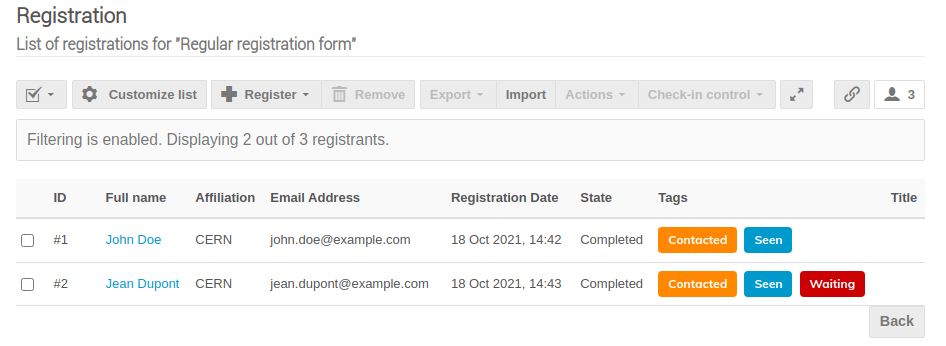 Registration
List of registrations for "Regular registration form"
Customize list Register Remove Export Import Actions Check-in control 3
Filtering is enabled. Displaying 2 out of 3 registrants.
ID Full name Affiliation Email Address Registration Date State Tags Title
#1 John Doe CERN john.doe@example.com 18 Oct 2021, 14:42 Completed Contacted Seen
#2 Jean Dupont CERN jean.dupont@example.com 18 Oct 2021, 14:43 Completed Contacted Seen Waiting
Back